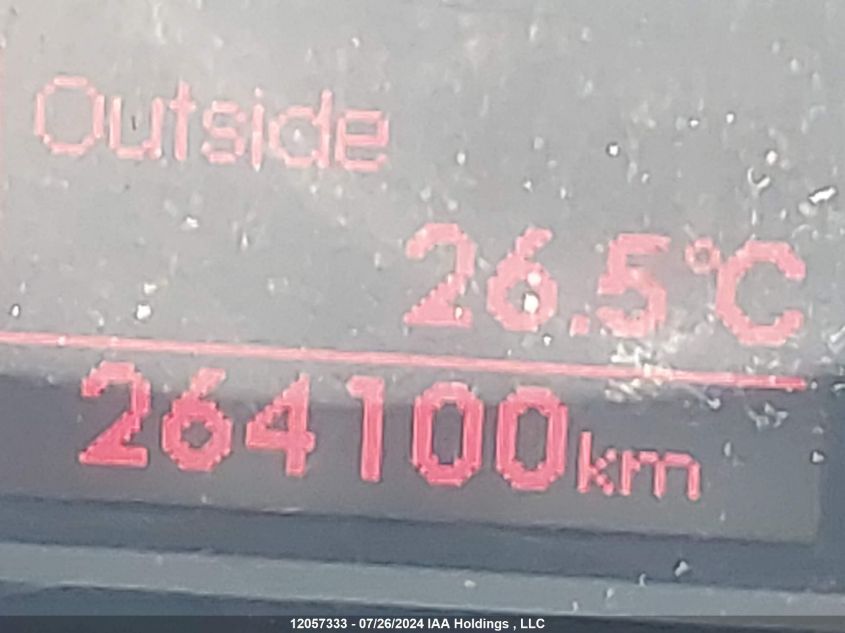 Outside
26.5°C
264100km
12057333 - 07/26/2024 IAA Holdings , LLC